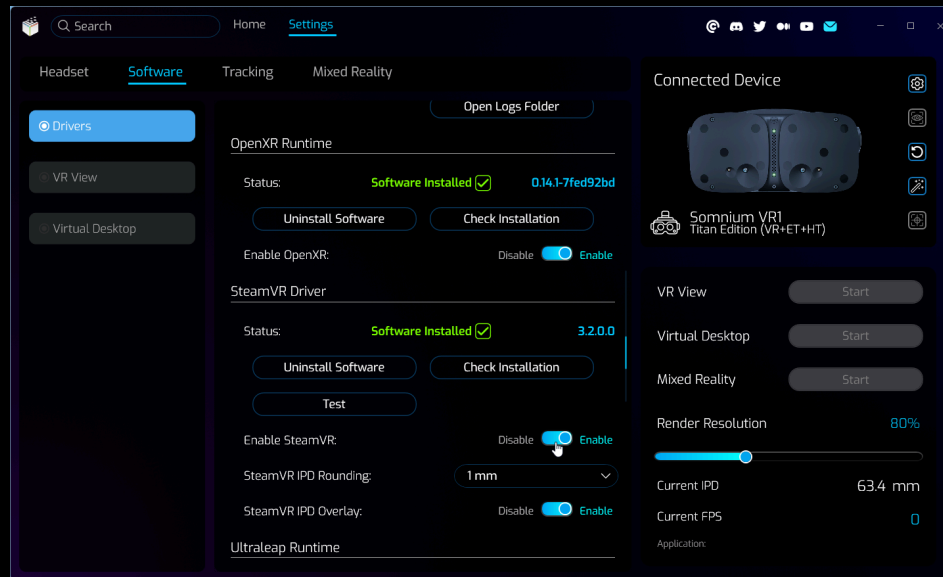 Search
Home
Settings
Headset
Software
Tracking
Mixed Reality
Drivers
VR View
Virtual Desktop
Open Logs Folder
OpenXR Runtime
Status:
Software Installed
0.14.1-7fed92bd
Uninstall Software
Check Installation
Enable OpenXR:
Disable
Enable
SteamVR Driver
Status:
Software Installed
3.2.0.0
Uninstall Software
Check Installation
Test
Enable SteamVR:
Disable
Enable
SteamVR IPD Rounding:
1 mm
SteamVR IPD Overlay:
Disable
Enable
Ultraleap Runtime
Connected Device
Somnium VR1
Titan Edition (VR+ET+HT)
VR View
Start
Virtual Desktop
Start
Mixed Reality
Start
Render Resolution
80%
Current IPD
63.4 mm
Current FPS
0
Application: